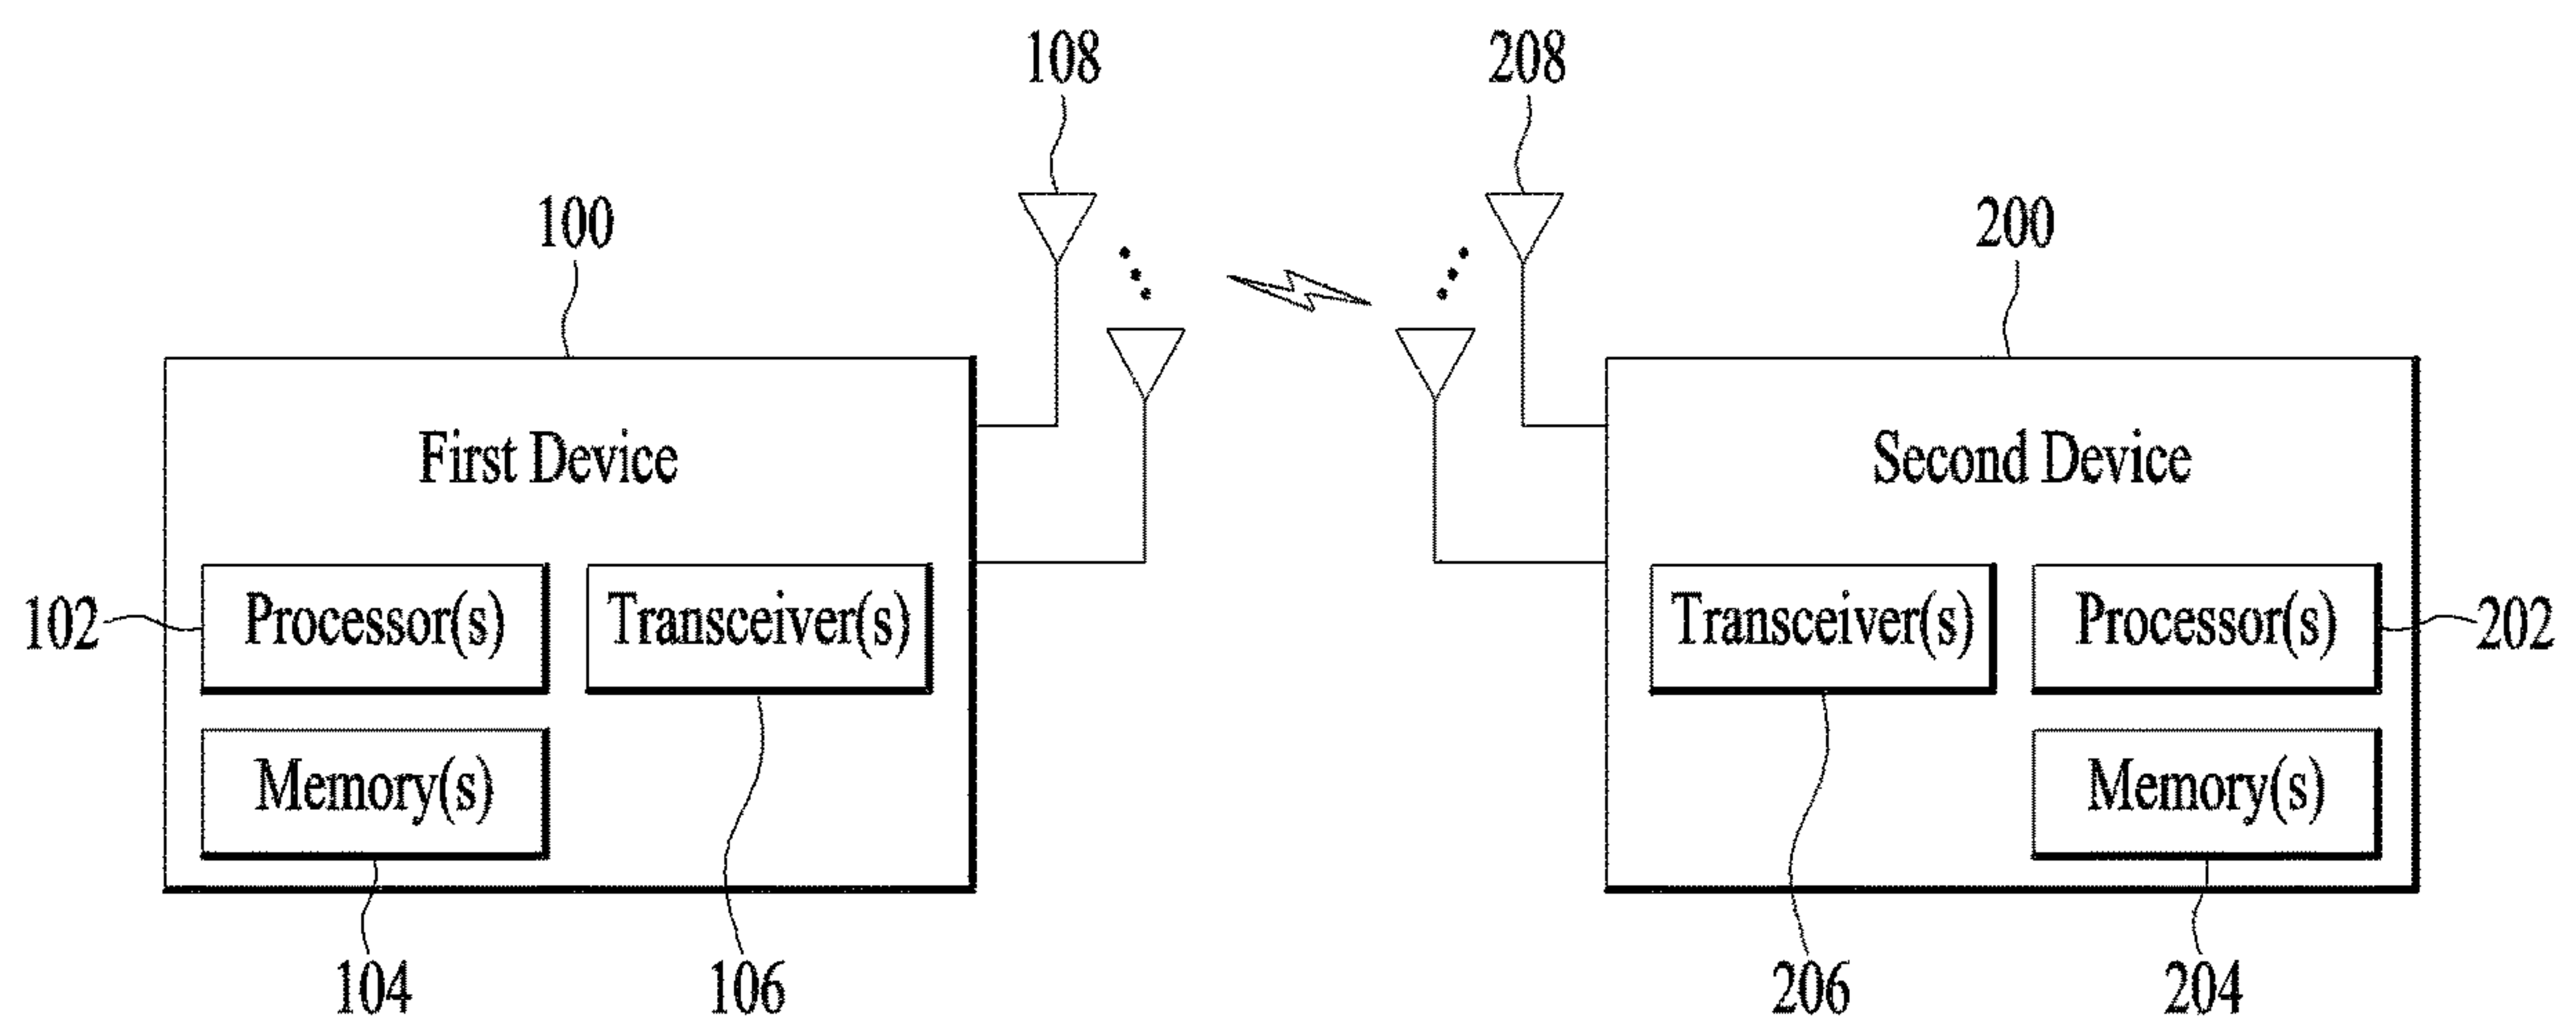 108
208
100
200
First Device
Second Device
102
Processor(s)
Transceiver(s)
Transceiver(s)
Processor(s)
202
Memory(s)
Memory(s)
104
106
206
204